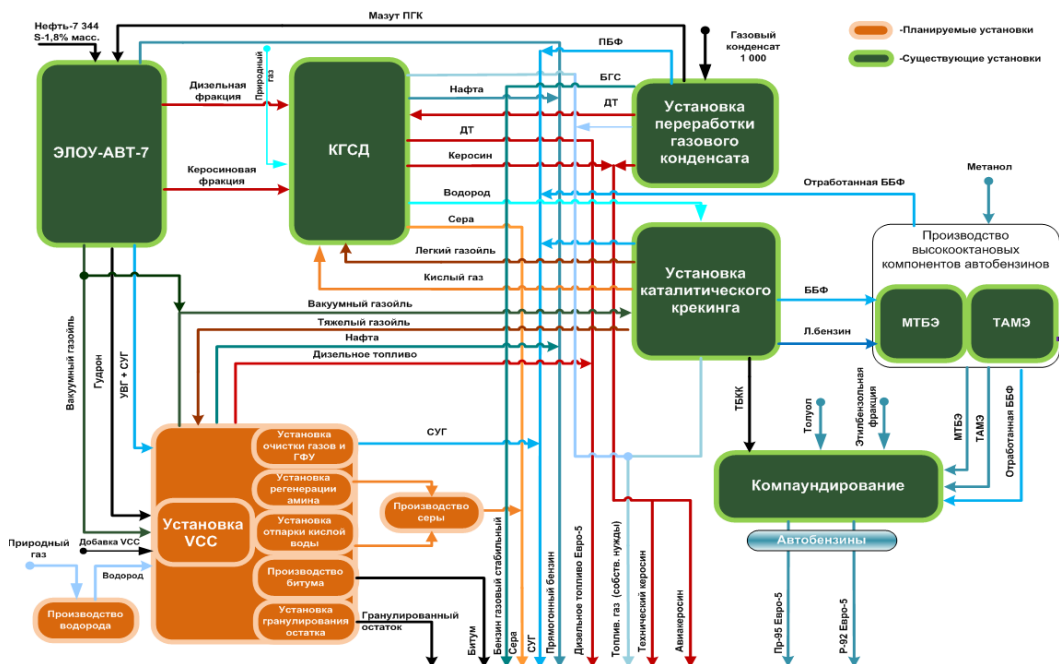 Мазут ПГК
Нефть-7 344
S-1,8% масс.
Газовый
конденсат
1 000
-Планируемые установки
-Существующие установки
Природный
газ
ПБФ
БГС
Дизельная
фракция
Нафта
ДТ
Установка
переработки
газового
конденсата
ЭЛОУ-АВТ-7
КГСД
ДТ
Керосин
Керосиновая
фракция
Водород
Отработанная ББФ
Метанол
Сера
Легкий газойль
Кислый газ
Установка
каталитического
крекинга
Производство
высокооктановых
компонентов автобензинов
ББФ
МТБЭ
ТАМЭ
Л.бензин
Вакуумный газойль
Тяжелый газойль
Нафта
Дизельное топливо
Вакуумный газойль
Гудрон
УВГ + СУГ
ТБКК
Толуол
Этилбензольная
фракция
МТБЭ
ТАМЭ
Отработанная ББФ
Установка
очистки газов и
ГФУ
СУГ
Установка
регенерации
амина
Производство
серы
Компаундирование
Установка
VCC
Установка
отпарки кислой
воды
Автобензины
Природный
газ
Добавка VCC
Водород
Производство
битума
Производство
водорода
Установка
гранулирования
остатка
Гранулированный
остаток
Битум
Бензин газовый стабильный
Сера
СУГ
Прямогонный бензин
Дизельное топливо Евро-5
Топлив. газ (собств. нужды)
Технический керосин
Авиакеросин
Пр-95 Евро-5
Р-92 Евро-5